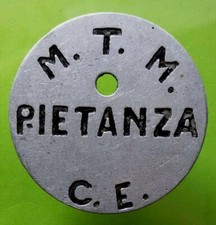 M. T. M.
PIETANZA
C. E.